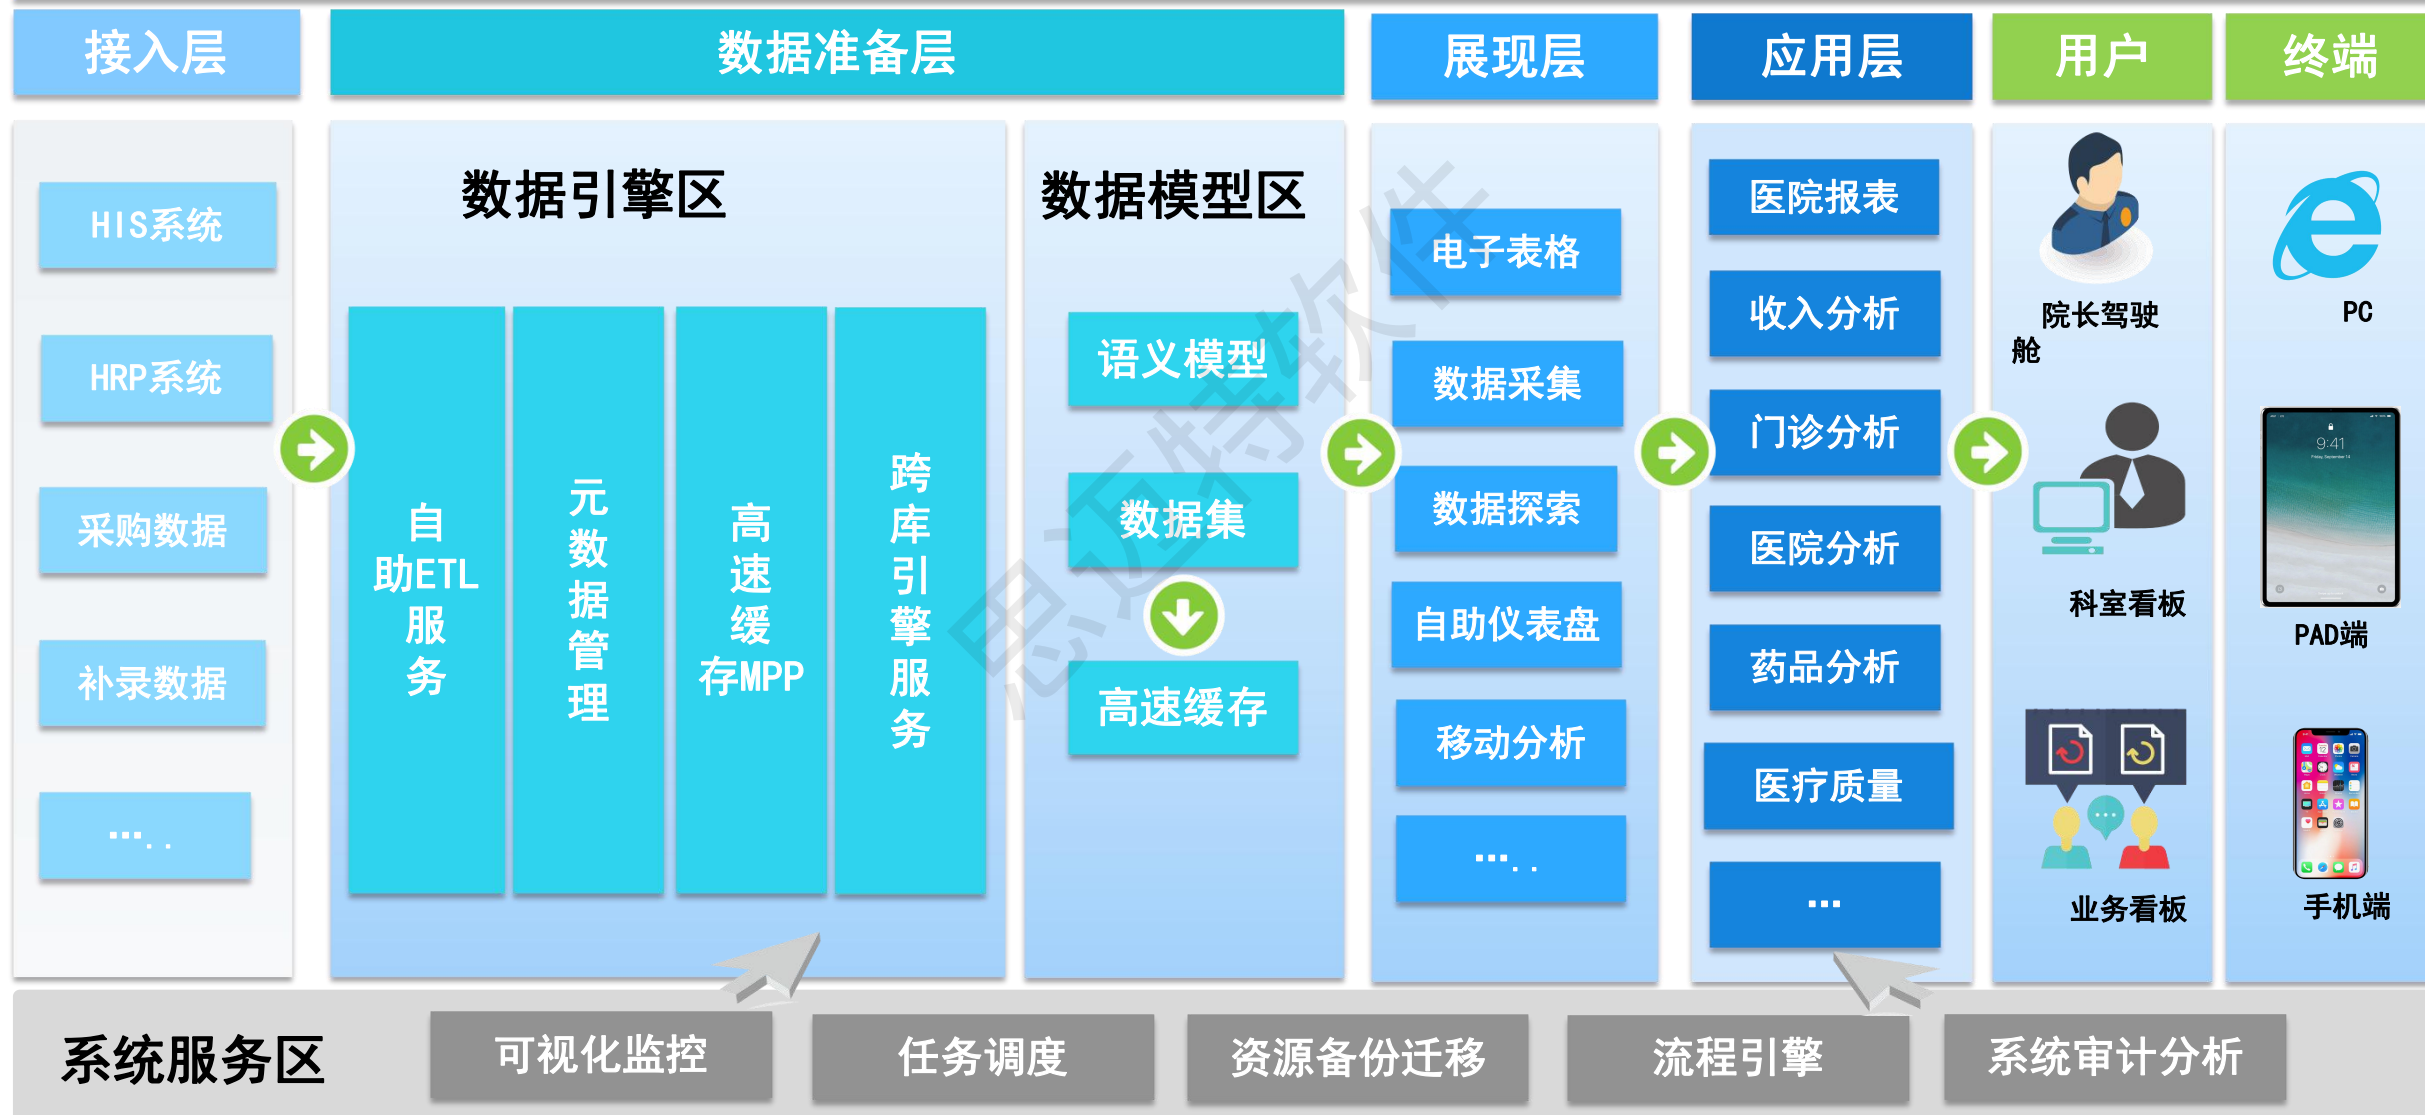 接入层
数据准备层
展现层
应用层
用户
终端
HIS系统
HRP系统
采购数据
补录数据
…..
数据引擎区
自
助ETL
服
务
元
数
据
管
理
高
速
缓
存MPP
跨
库
引
擎
服
务
数据模型区
语义模型
数据集
高速缓存
电子表格
数据采集
数据探索
自助仪表盘
移动分析
…..
医院报表
收入分析
门诊分析
医院分析
药品分析
医疗质量
…
院长驾驶
舱
科室看板
业务看板
PC
9:41
PAD端
手机端
思迈特软件
系统服务区
可视化监控
任务调度
资源备份迁移
流程引擎
系统审计分析